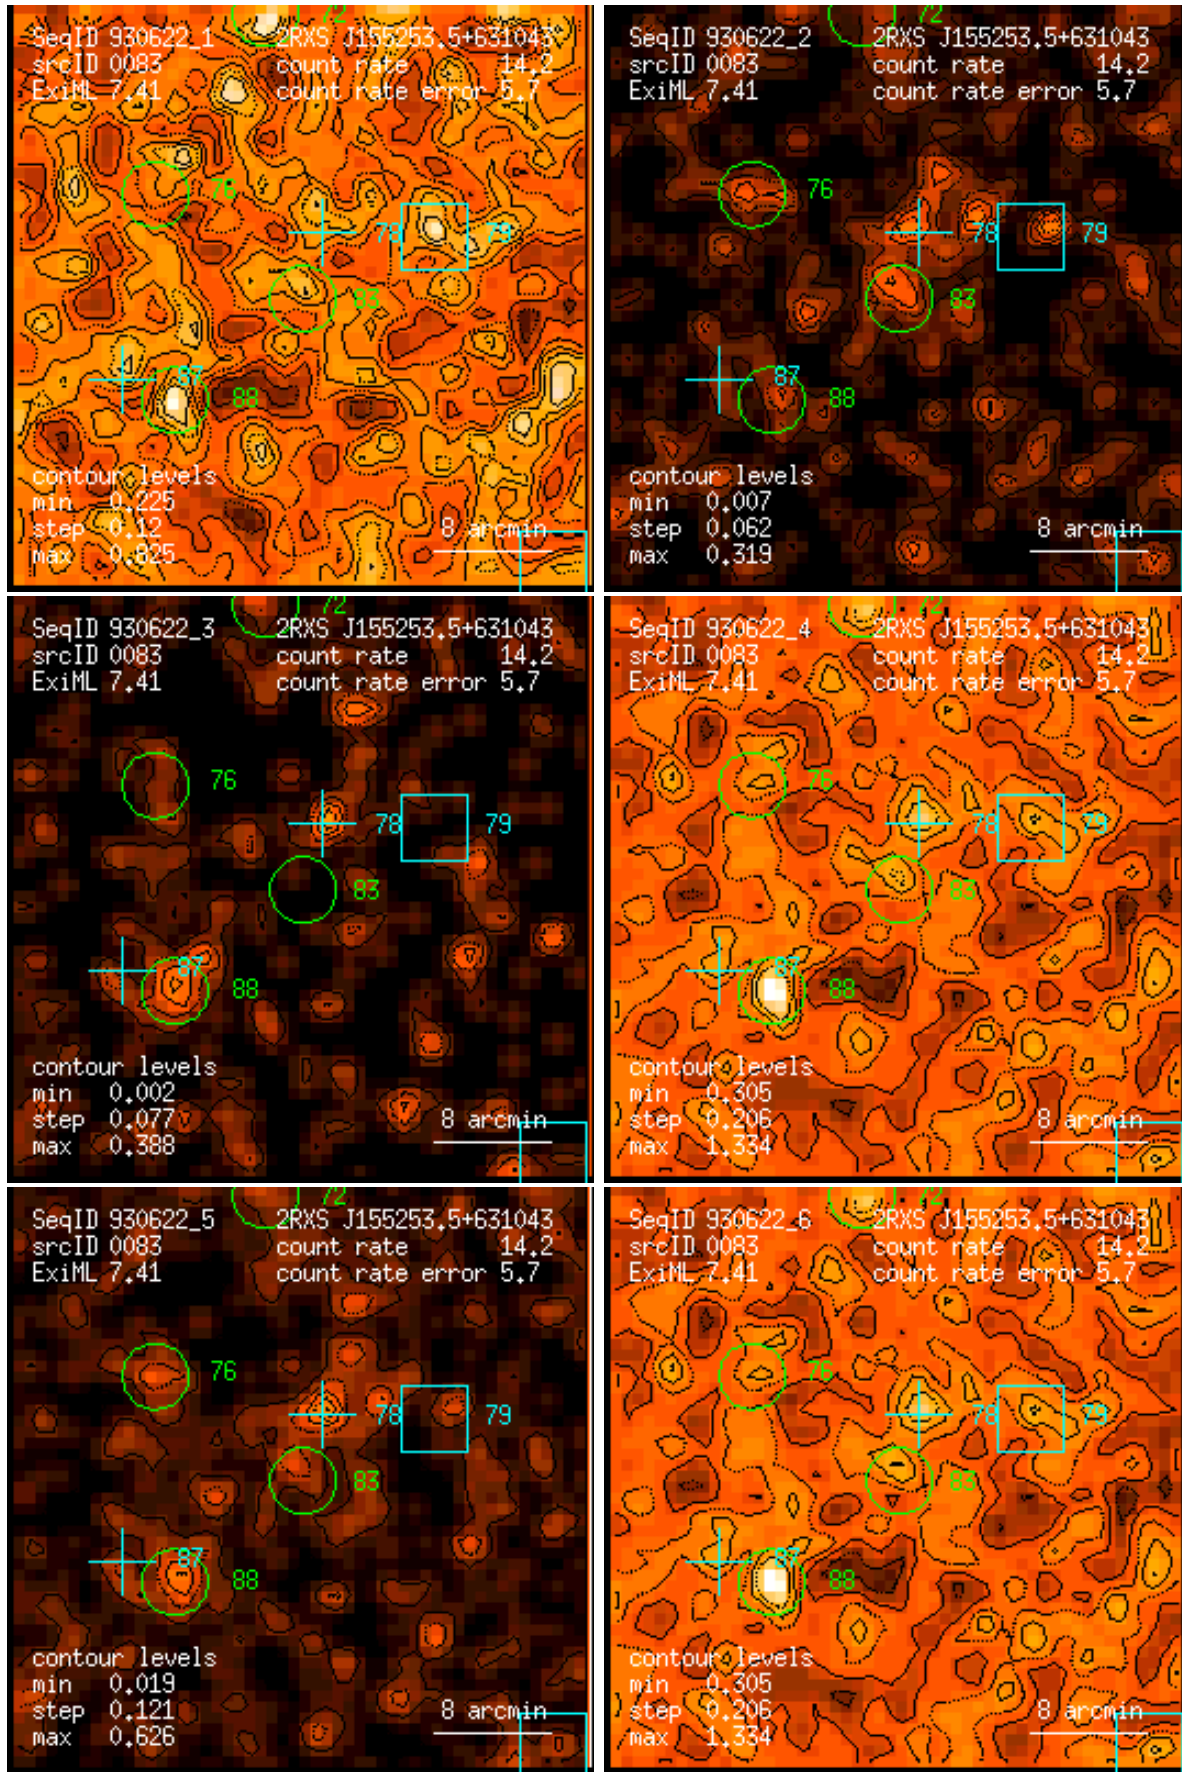 72
SeqID 930622_1 2RXS J155253.5+631043
srcID 0083 count rate 14.2
ExiML 7.41 count rate error 5.7
76
78 79
83
87
88
contour levels
min 0.225
step 0.12 8 arcmin
max 0.825
72
SeqID 930622_2 2RXS J155253.5+631043
srcID 0083 count rate 14.2
ExiML 7.41 count rate error 5.7
76
78 79
83
87
88
contour levels
min 0.007
step 0.062 8 arcmin
max 0.319
72
SeqID 930622_3 2RXS J155253.5+631043
srcID 0083 count rate 14.2
ExiML 7.41 count rate error 5.7
76
78 79
83
87
88
contour levels
min 0.002
step 0.077 8 arcmin
max 0.388
72
SeqID 930622_4 2RXS J155253.5+631043
srcID 0083 count rate 14.2
ExiML 7.41 count rate error 5.7
76
78 79
83
87
88
contour levels
min 0.305
step 0.206 8 arcmin
max 1.334
72
SeqID 930622_5 2RXS J155253.5+631043
srcID 0083 count rate 14.2
ExiML 7.41 count rate error 5.7
76
78 79
83
87
88
contour levels
min 0.019
step 0.121 8 arcmin
max 0.626
72
SeqID 930622_6 2RXS J155253.5+631043
srcID 0083 count rate 14.2
ExiML 7.41 count rate error 5.7
76
78 79
83
87
88
contour levels
min 0.305
step 0.206 8 arcmin
max 1.334